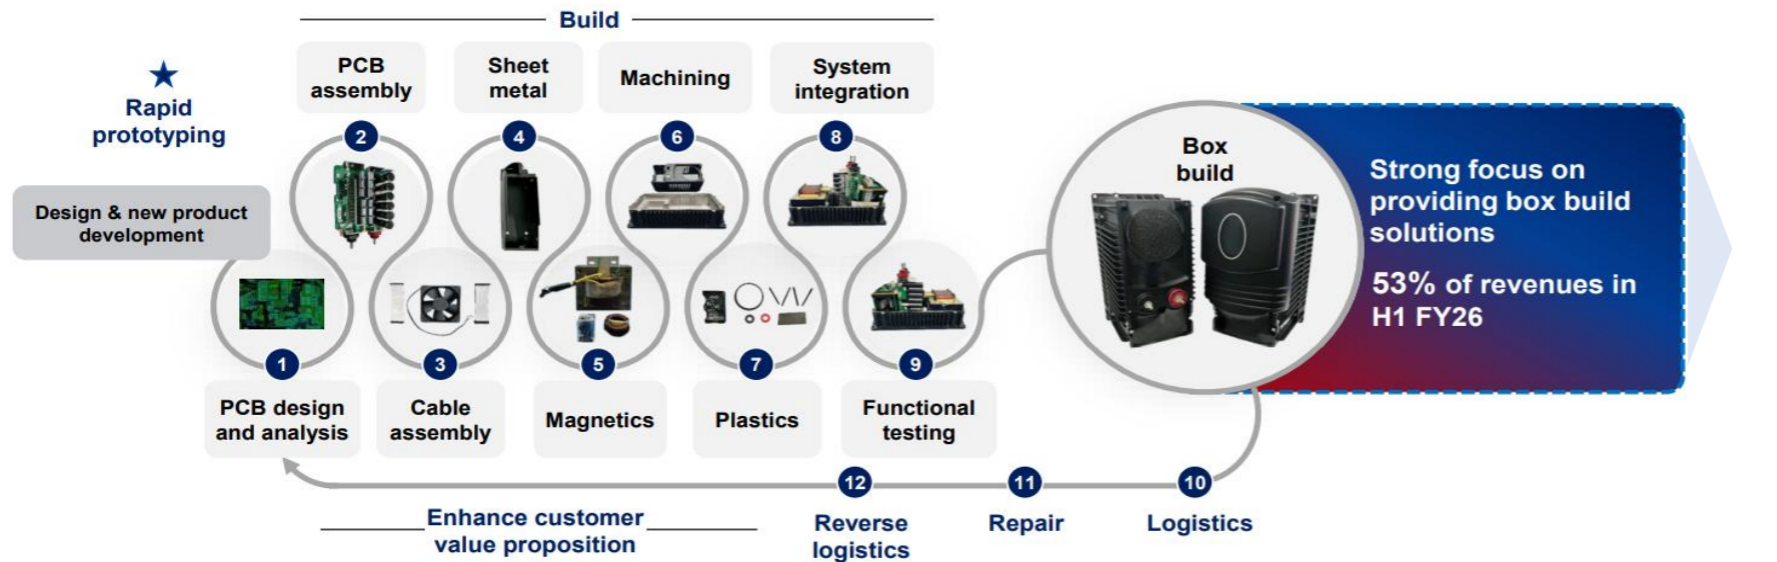 Build
Rapid
prototyping
Design & new product
development
PCB
assembly
Sheet
metal
Machining
System
integration
2
4
6
8
1
3
5
7
9
PCB design
and analysis
Cable
assembly
Magnetics
Plastics
Functional
testing
Box
build
Strong focus on
providing box build
solutions
53% of revenues in
H1 FY26
12
11
10
Enhance customer
value proposition
Reverse
logistics
Repair
Logistics